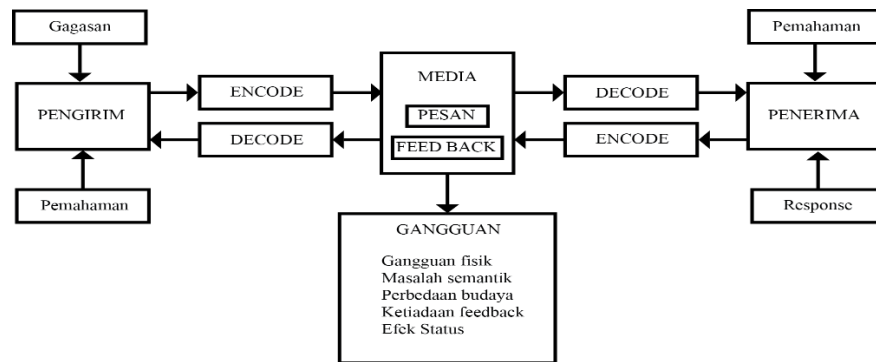 Gagasan
Pemahaman
PENGIRIM
ENCODE
MEDIA
DECODE
PENERIMA
PESAN
DECODE
FEED BACK
ENCODE
Pemahaman
Response
GANGGUAN
Gangguan fisik
Masalah semantik
Perbedaan budaya
Ketiadaan feedback
Efek Status